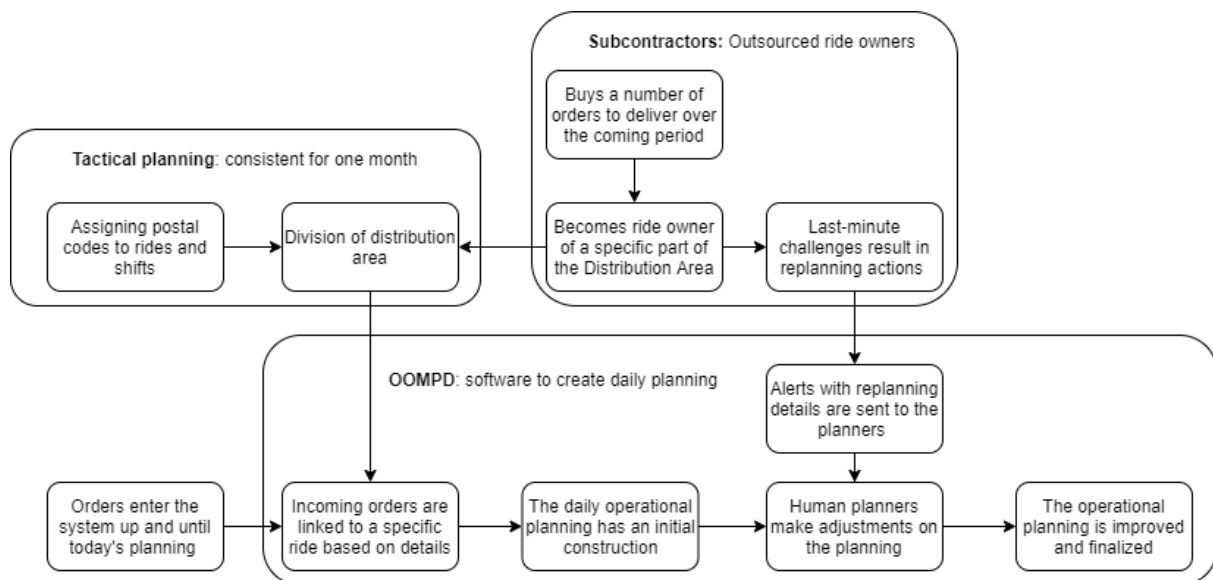 Subcontractors: Outsourced ride owners
Buys a number of
orders to deliver over
the coming period
Tactical planning: consistent for one month
Assigning postal
codes to rides and
shifts
Division of distribution
area
Becomes ride owner
of a specific part of
the Distribution Area
Last-minute
challenges result in
replanning actions
OOMPD: software to create daily planning
Alerts with replanning
details are sent to the
planners
Orders enter the
system up and until
today's planning
Incoming orders are
linked to a specific
ride based on details
The daily operational
planning has an initial
construction
Human planners
make adjustments on
the planning
The operational
planning is improved
and finalized